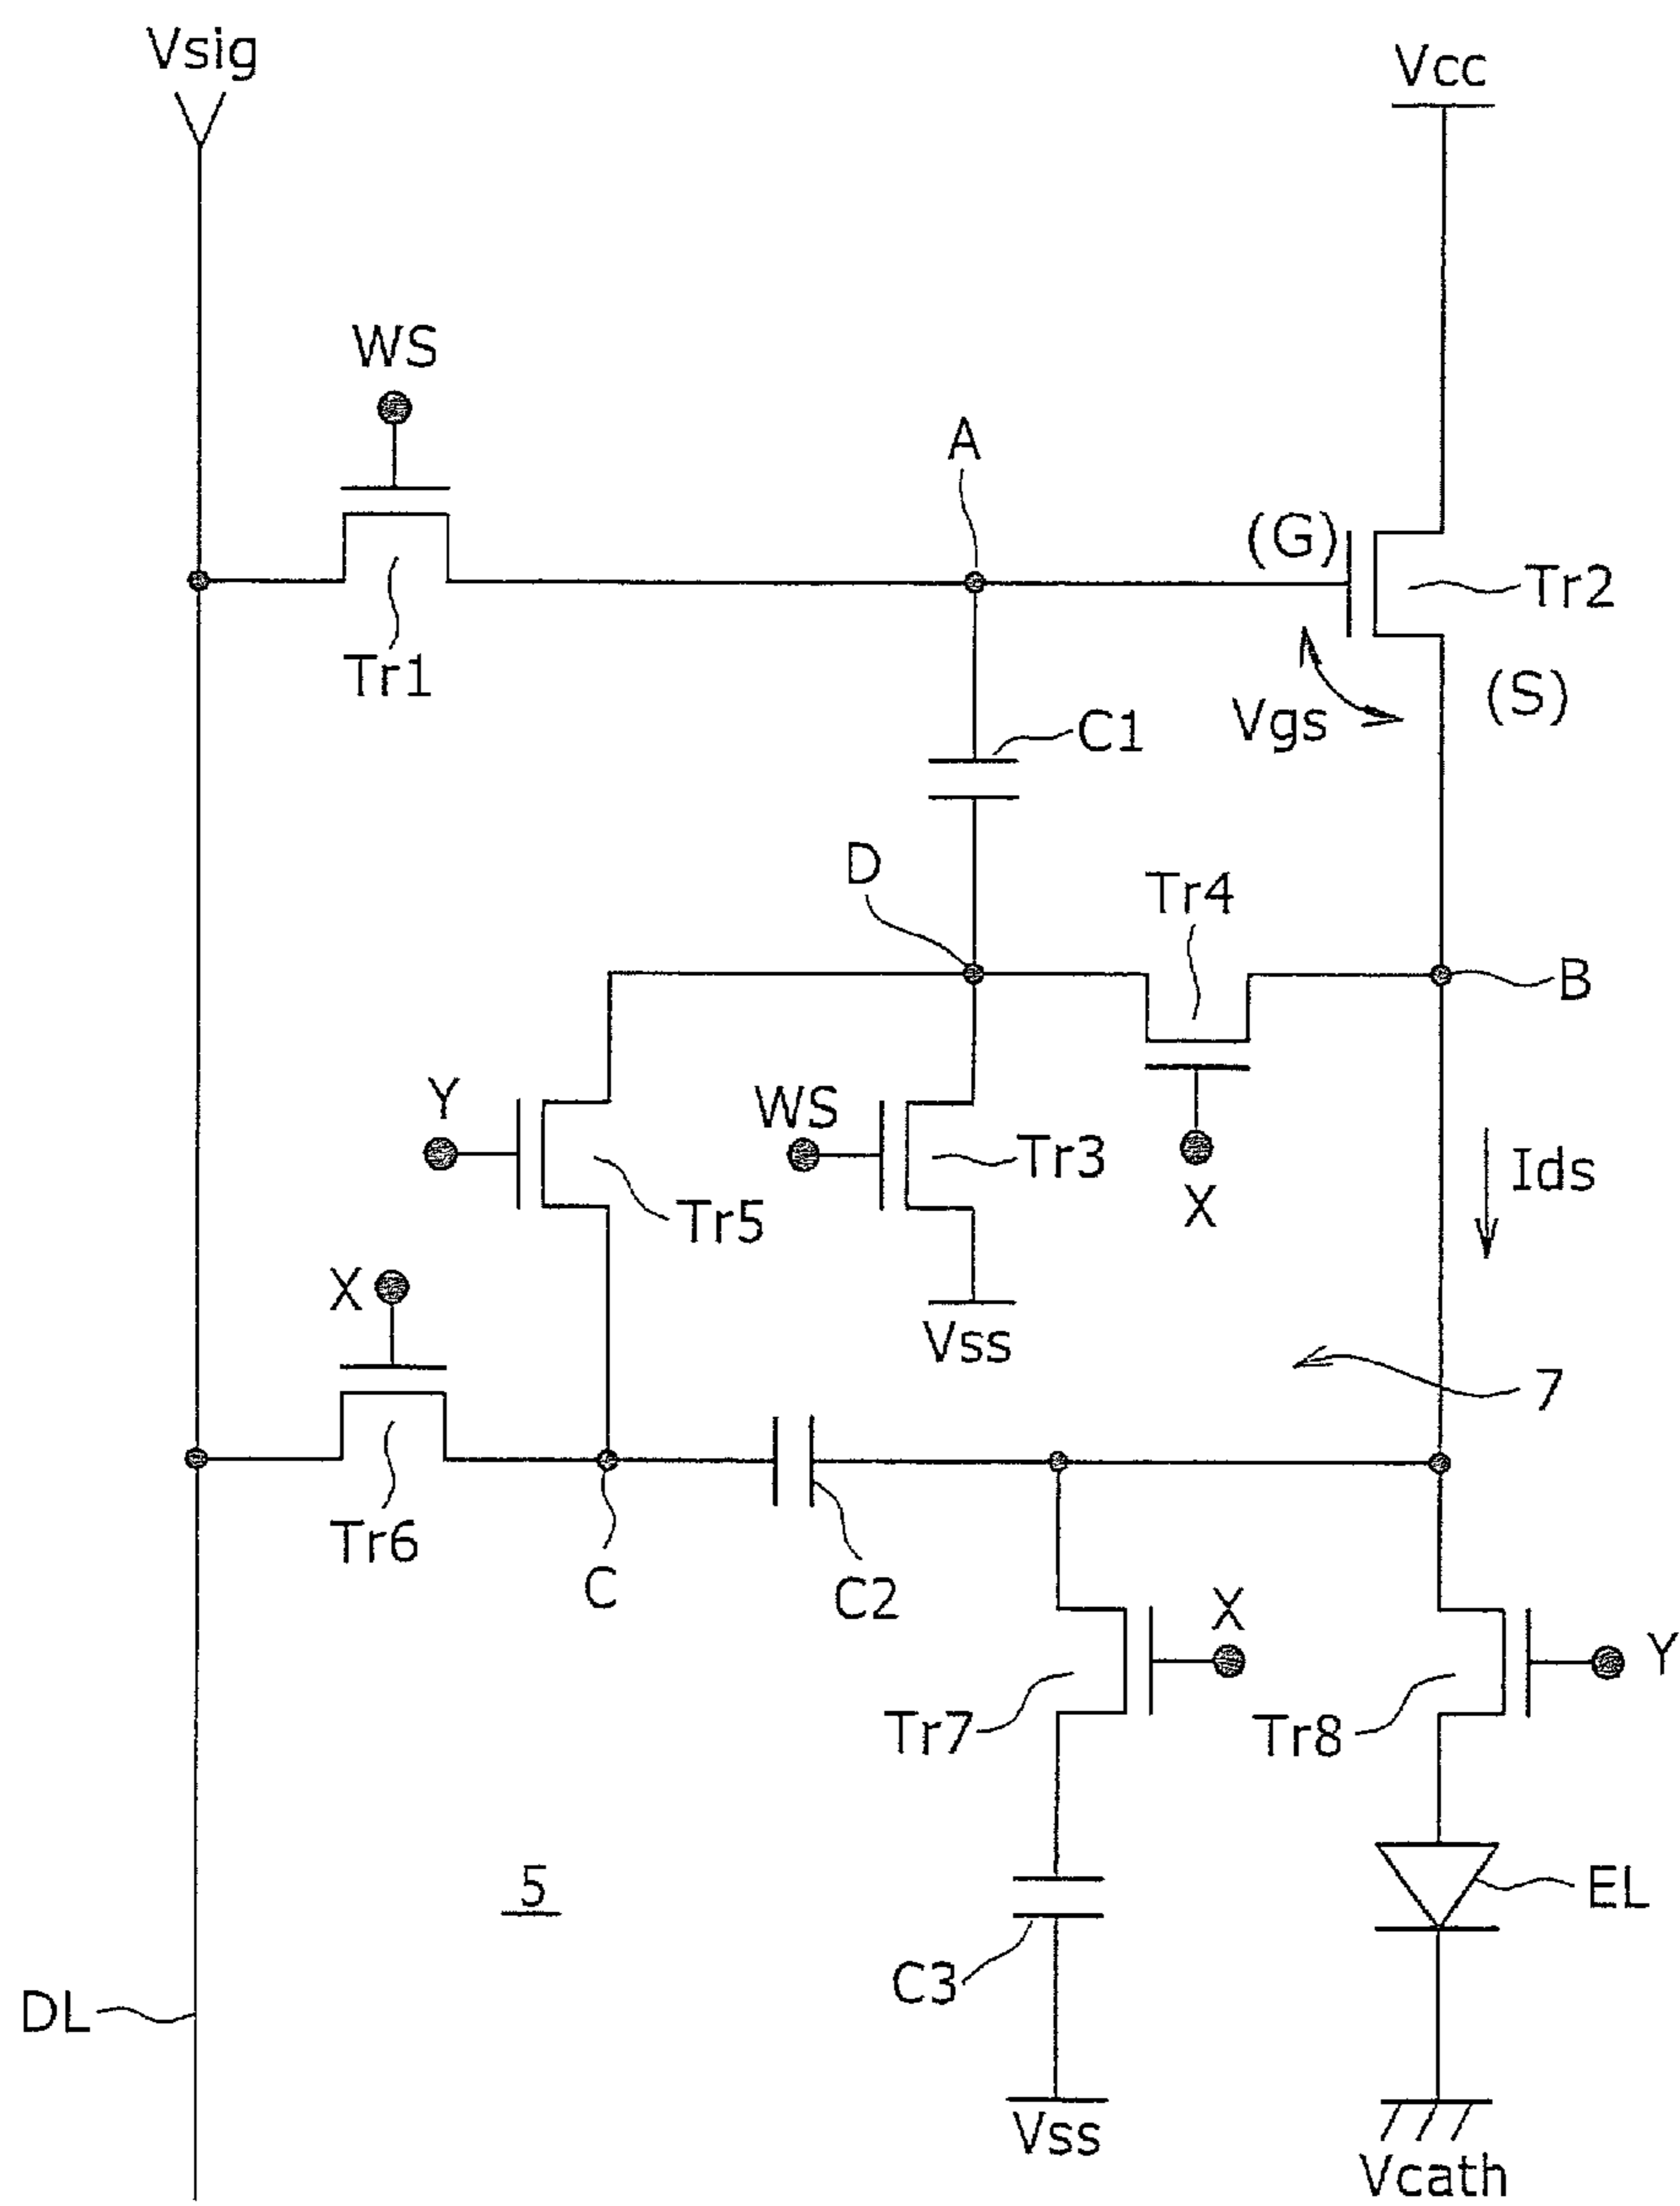 Vsig
Vcc
WS
A
(G)
Tr2
Tr1
(S)
Vgs
C1
D
Tr4
B
Y
WS
Tr3
Ids
X
Tr5
X
Vss
7
Tr6
C
C2
X
Y
Tr7
Tr8
5
EL
C3
DL
Vss
Vcath